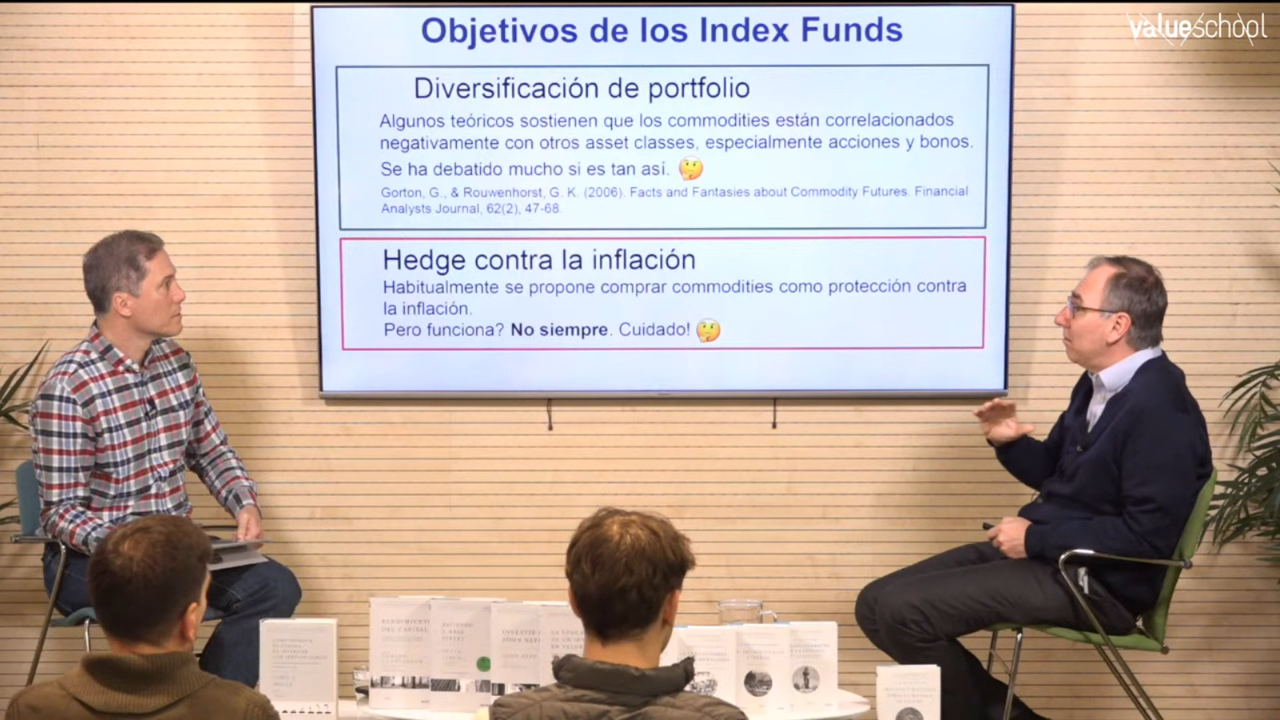 valueschool
Objetivos de los Index Funds
Diversificación de portfolio
Algunos teóricos sostienen que los commodities están correlacionados
negativamente con otros asset classes, especialmente acciones y bonos.
Se ha debatido mucho si es tan así. 🤔
Gorton, G., & Rouwenhorst, G. K. (2006). Facts and Fantasies about Commodity Futures. Financial
Analysts Journal, 62(2), 47-68.
Hedge contra la inflación
Habitualmente se propone comprar commodities como protección contra
la inflación.
Pero funciona? No siempre. Cuidado! 🤔
RENDIMIENTO
DEL CAPITAL